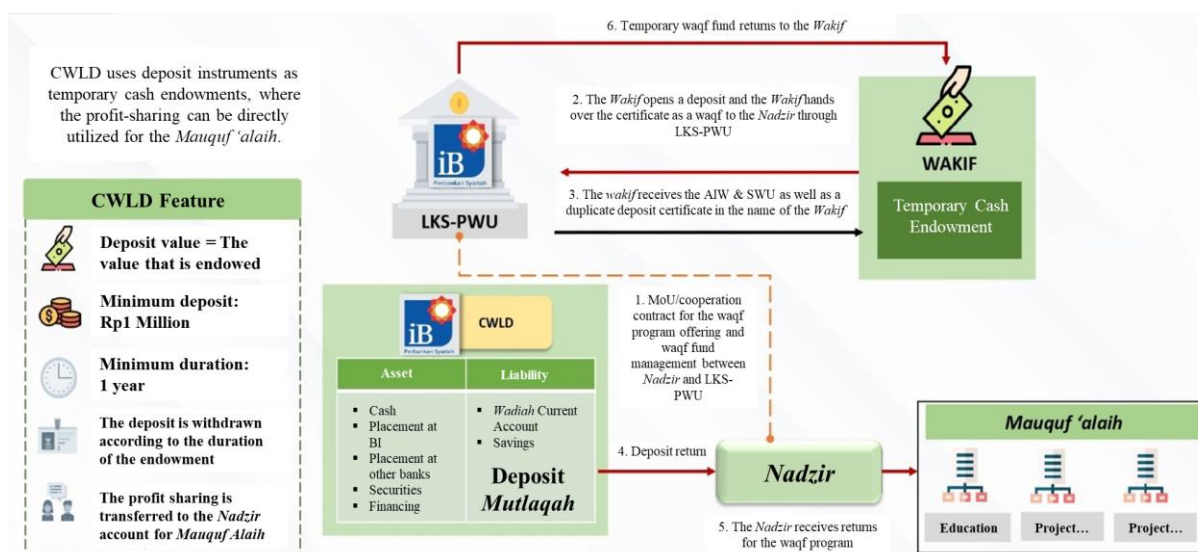 CWLD uses deposit instruments as
temporary cash endowments, where
the profit-sharing can be directly
utilized for the Mauquf ‘alaih.
CWLD Feature
Deposit value = The
value that is endowed
Minimum deposit:
Rp1 Million
Minimum duration:
1 year
The deposit is withdrawn
according to the duration
of the endowment
The profit sharing is
transferred to the Nadzir
account for Mauquf Alaih
6. Temporary waqf fund returns to the Wakif
iB
Perbankan Syariah
LKS-PWU
2. The Wakif opens a deposit and the Wakif hands
over the certificate as a waqf to the Nadzir through
LKS-PWU
3. The wakif receives the AIW & SWU as well as a
duplicate deposit certificate in the name of the Wakif
WAKIF
Temporary Cash
Endowment
iB
Perbankan Syariah
CWLD
Asset
Liability
▪ Cash
▪ Placement at
BI
▪ Placement at
other banks
▪ Securities
▪ Financing
▪ Wadiah Current
Account
▪ Savings
Deposit
Mutlaqah
1. MoU/cooperation
contract for the waqf
program offering and
waqf fund
management between
Nadzir and LKS-
PWU
4. Deposit return
Nadzir
5. The Nadzir receives returns
for the waqf program
Mauquf ‘alaih
Education
Project...
Project...